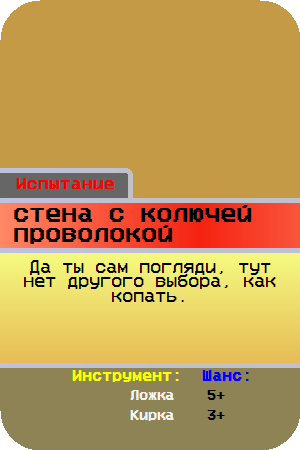 Испытание
стена с колючей
проволокой
Да ты сам погляди, тут
нет другого выбора, как
копать.
Инструмент: Шанс:
Ложка 5+
Кирка 3+